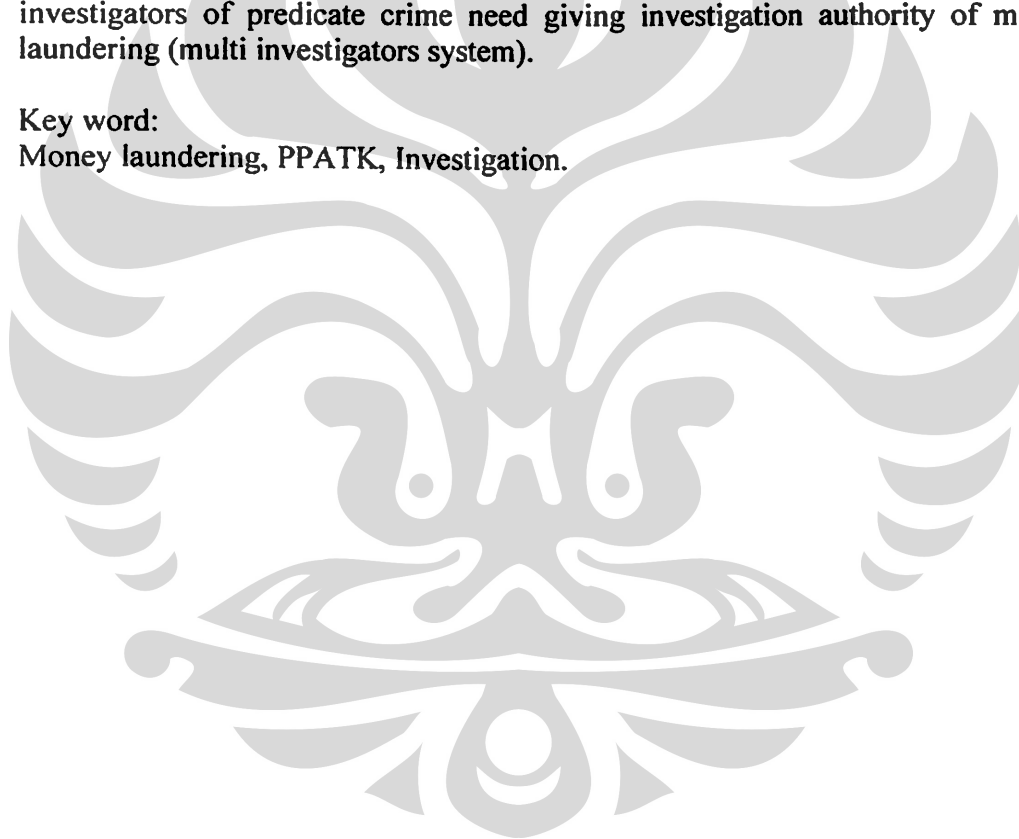 investigators of predicate crime need giving investigation authority of m
laundering (multi investigators system).
Key word:
Money laundering, PPATK, Investigation.